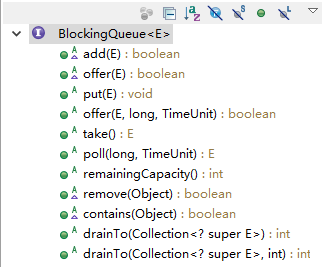 BlockingQueue<E>
add(E) : boolean
offer(E) : boolean
put(E) : void
offer(E, long, TimeUnit) : boolean
take() : E
poll(long, TimeUnit) : E
remainingCapacity() : int
remove(Object) : boolean
contains(Object) : boolean
drainTo(Collection<? super E>) : int
drainTo(Collection<? super E>, int) : int